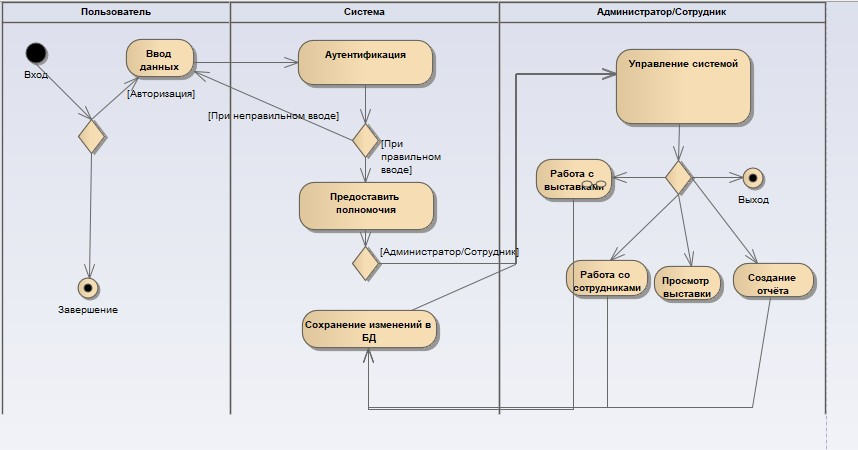 Пользователь
Система
Администратор/Сотрудник
Вход
Ввод
данных
[Авторизация]
Завершение
Аутентификация
[При неправильном вводе]
[При
правильном
вводе]
Предоставить
полномочия
[Администратор/Сотрудник]
Сохранение изменений в
БД
Управление системой
Работа с
выставками
Выход
Работа со
сотрудниками
Просмотр
выставки
Создание
отчёта